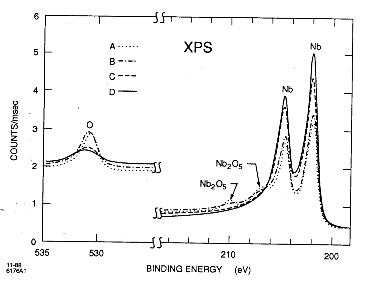 6
5
4
3
2
1
0
COUNTS/msec
A
B
C
D
XPS
O
Nb
Nb
Nb₂O₅
Nb₂O₅
535
530
210
200
BINDING ENERGY (eV)
11-88
6176A1